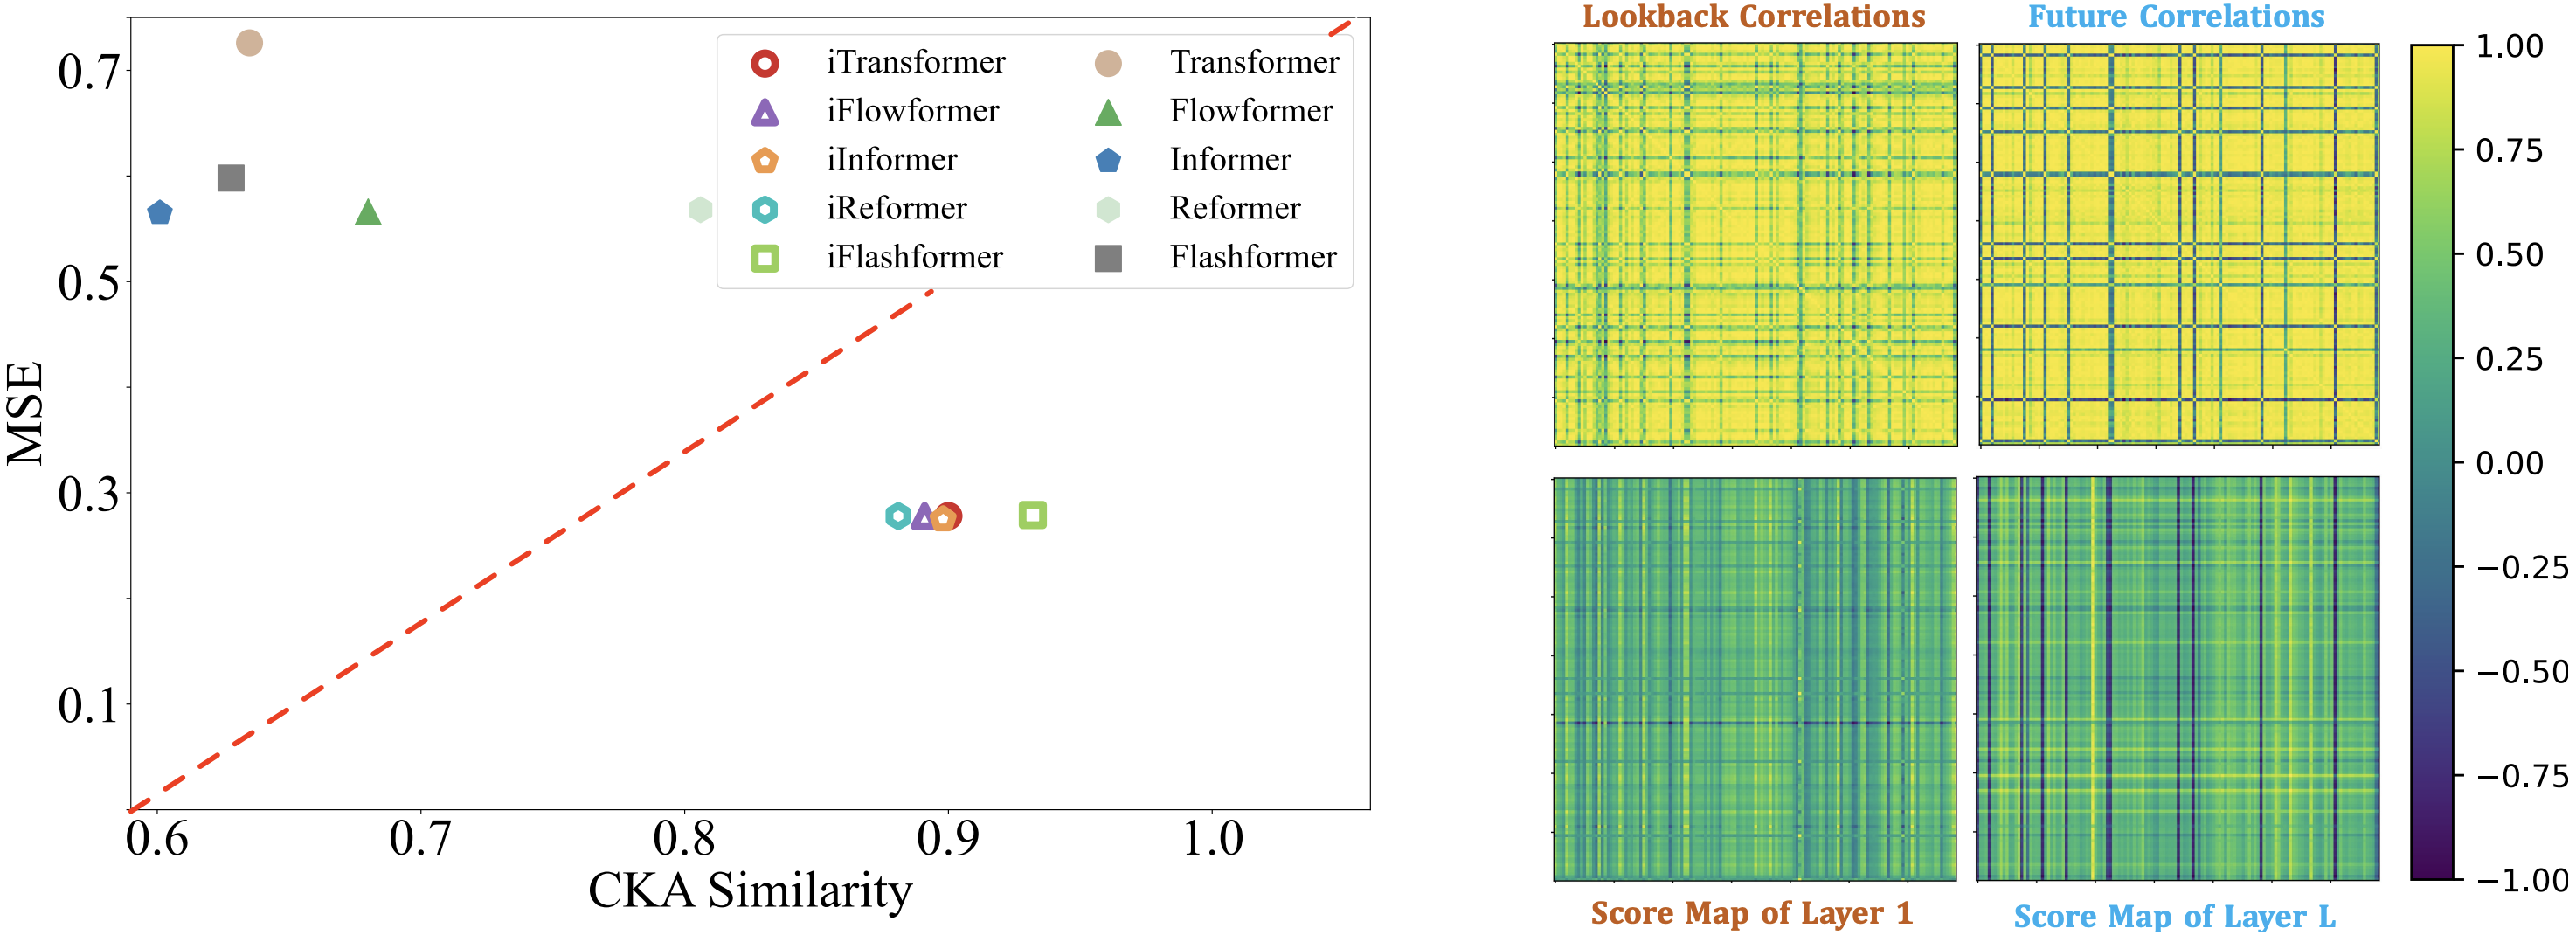 0.7
0.5
0.3
0.1
MSE
0.6 0.7 0.8 0.9 1.0
CKA Similarity
iTransformer Transformer
iFlowformer Flowformer
iInformer Informer
iReformer Reformer
iFlashformer Flashformer
Lookback Correlations Future Correlations
Score Map of Layer 1 Score Map of Layer L
1.00
0.75
0.50
0.25
0.00
−0.25
−0.50
−0.75
−1.00